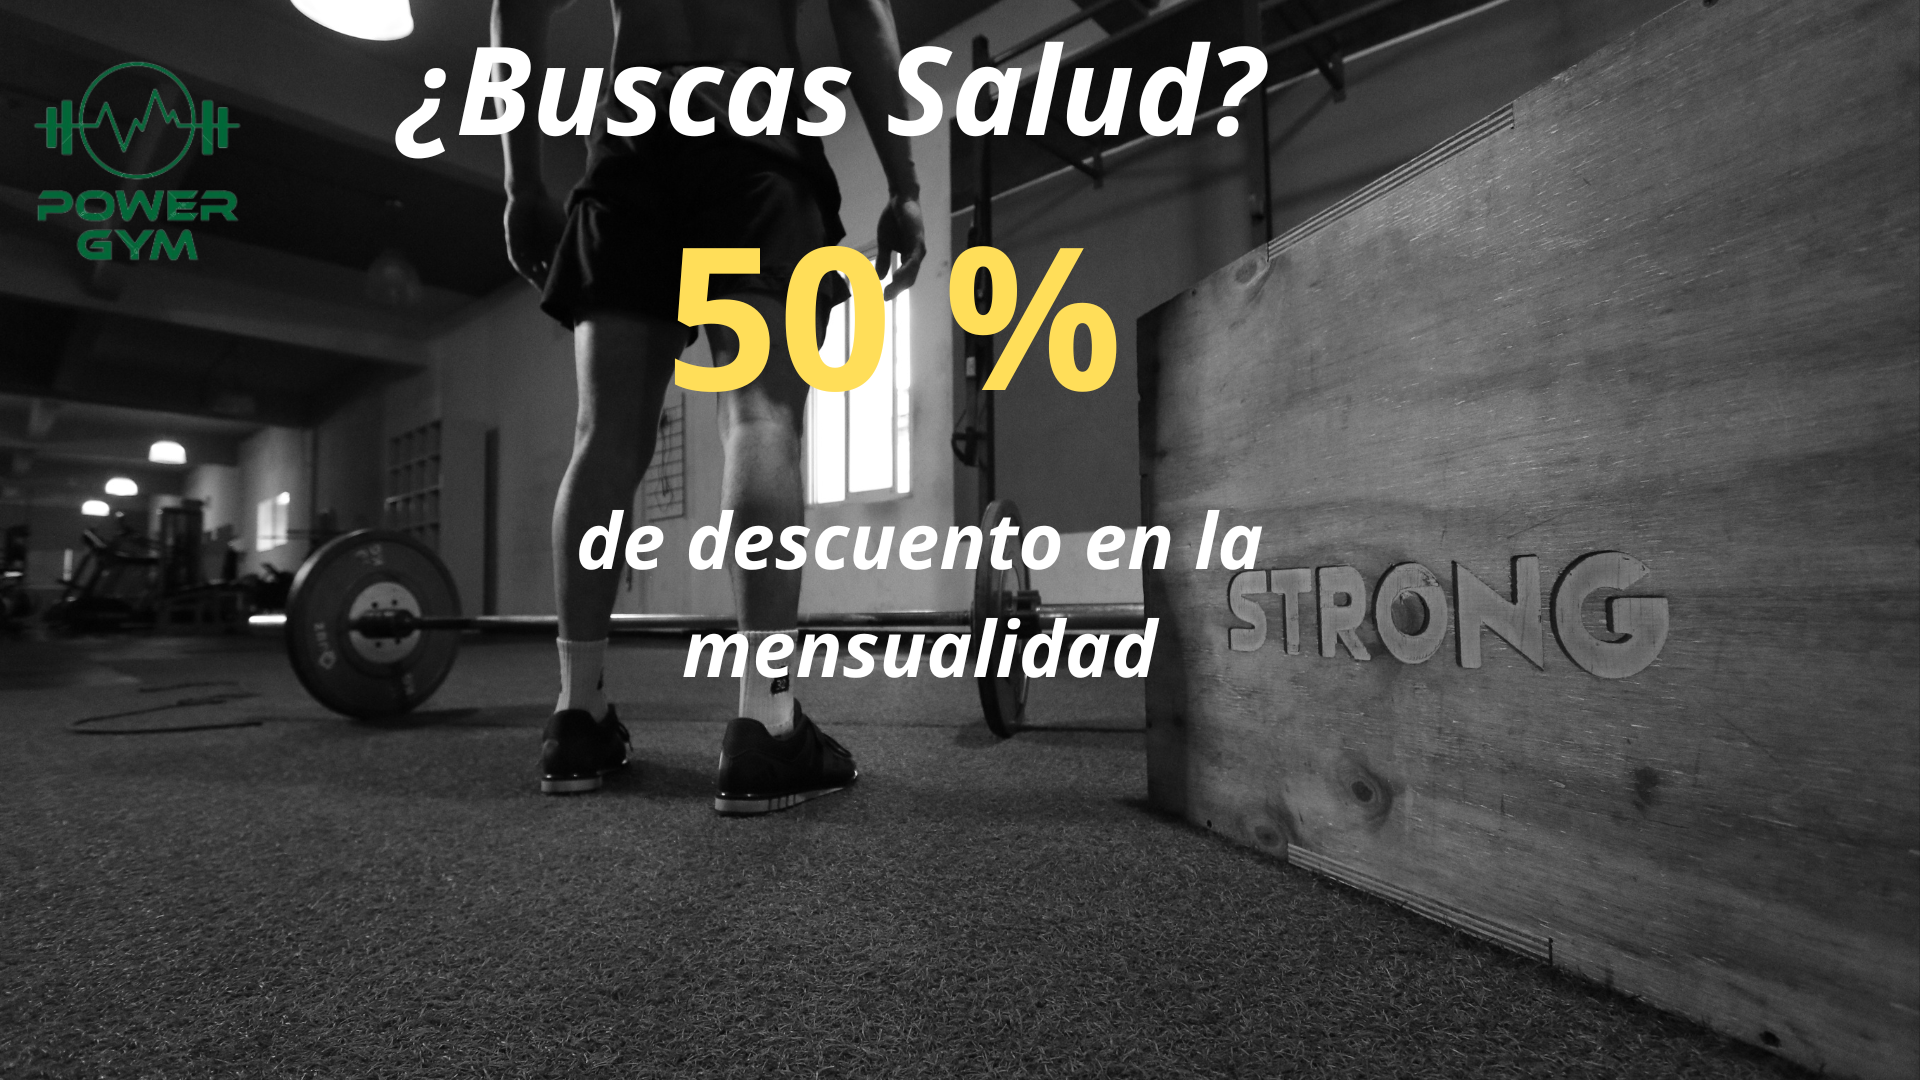 ¿Buscas Salud?
POWER
GYM
50 %
de descuento en la
mensualidad
STRONG